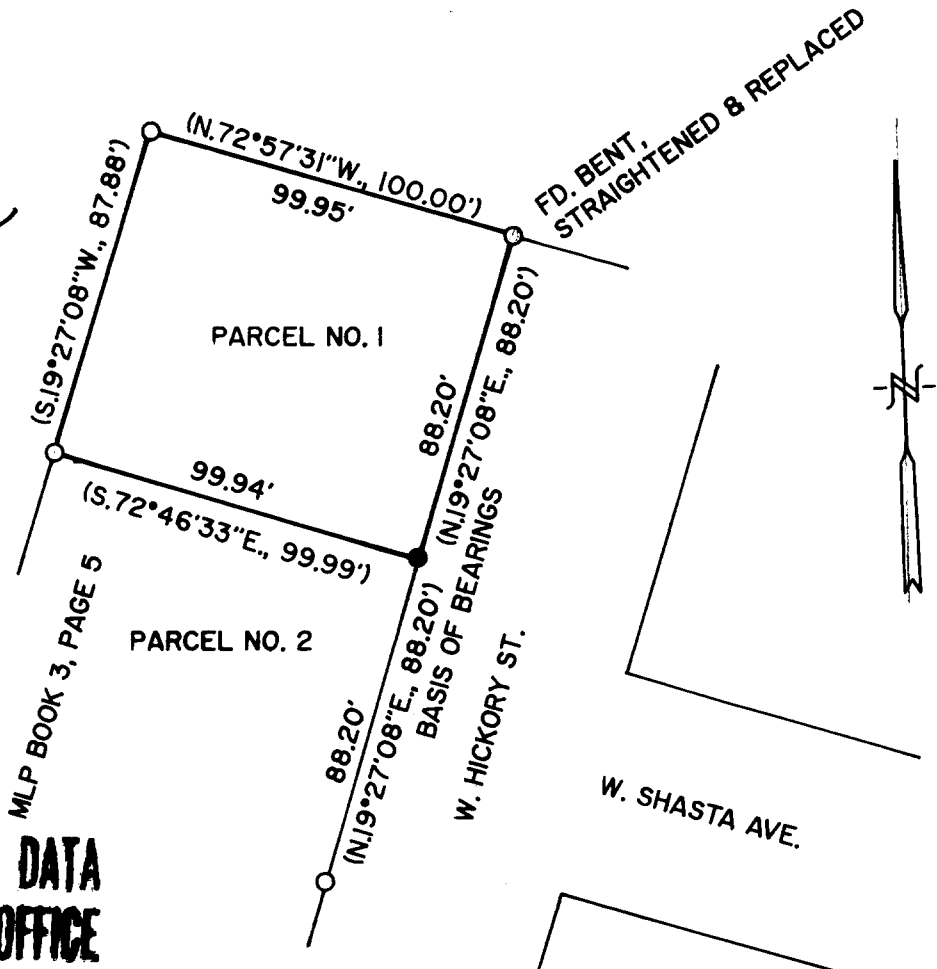 (N.72°57'31"W., 100.00')
99.95'
FD. BENT,
STRAIGHTENED & REPLACED
(S.19°27'08"W., 87.88')
PARCEL NO. 1
88.20'
(N.19°27'08"E., 88.20')
99.94'
(S.72°46'33"E., 99.99')
N
MLP BOOK 3, PAGE 5
PARCEL NO. 2
88.20'
(N.19°27'08"E., 88.20')
BASIS OF BEARINGS
W. HICKORY ST.
W. SHASTA AVE.
DATA
OFFICE